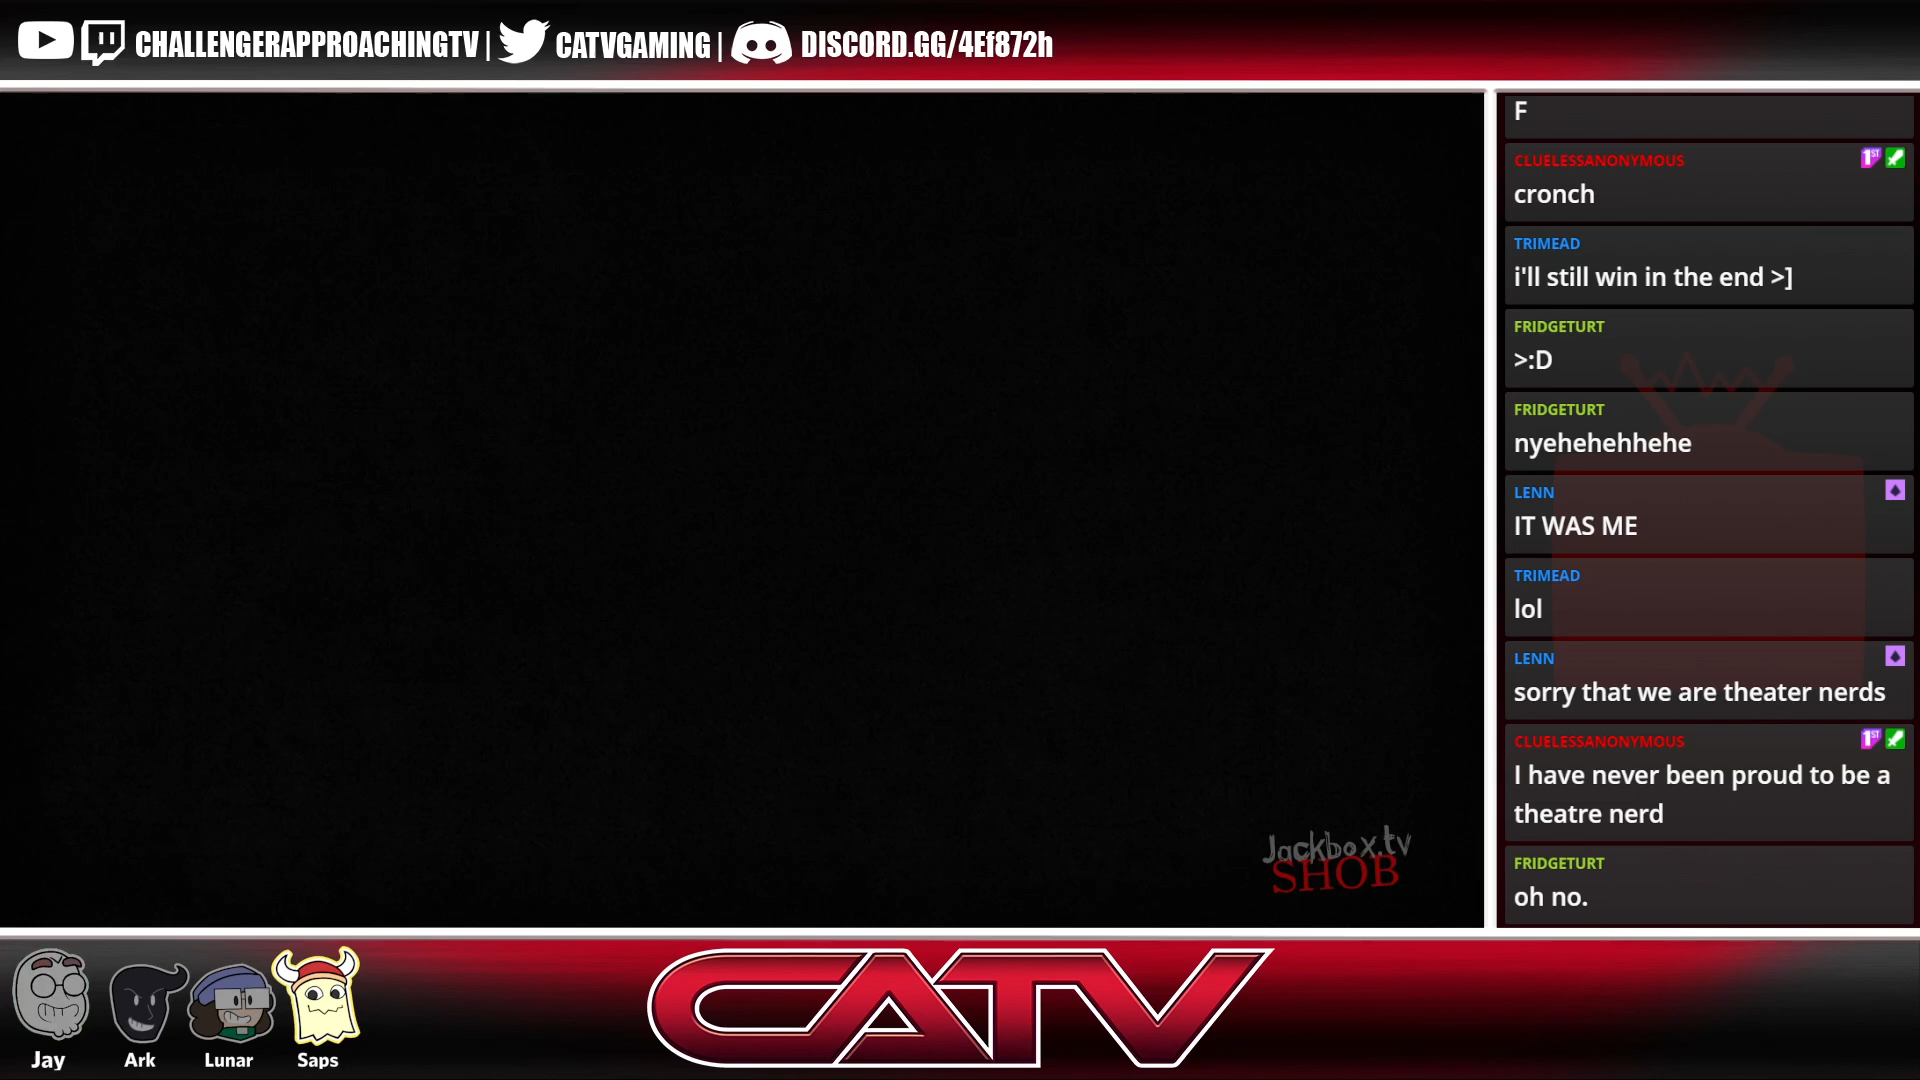 CHALLENGERAPPROACHINGTV | CATVGAMING | DISCORD.GG/4Ef872h
F
CLUELESSANONYMOUS
cronch
TRIMEAD
i'll still win in the end >]
FRIDGETURT
>:D
FRIDGETURT
nyehehehhehe
LENN
IT WAS ME
TRIMEAD
lol
LENN
sorry that we are theater nerds
CLUELESSANONYMOUS
I have never been proud to be a
theatre nerd
FRIDGETURT
oh no.
Jackbox.tv
SHOB
CATV
Jay
Ark
Lunar
Saps